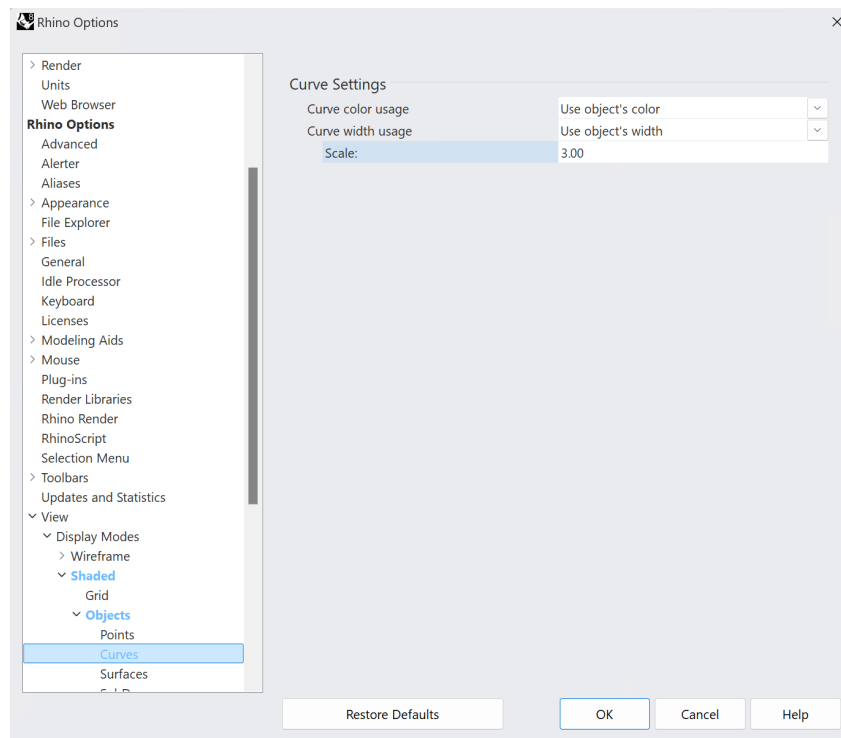 Rhino Options
Render
Units
Web Browser
Rhino Options
Advanced
Alerter
Aliases
Appearance
File Explorer
Files
General
Idle Processor
Keyboard
Licenses
Modeling Aids
Mouse
Plug-ins
Render Libraries
Rhino Render
RhinoScript
Selection Menu
Toolbars
Updates and Statistics
View
Display Modes
Wireframe
Shaded
Grid
Objects
Points
Curves
Surfaces
Curve Settings
Curve color usage Use object's color
Curve width usage Use object's width
Scale: 3.00
Restore Defaults OK Cancel Help